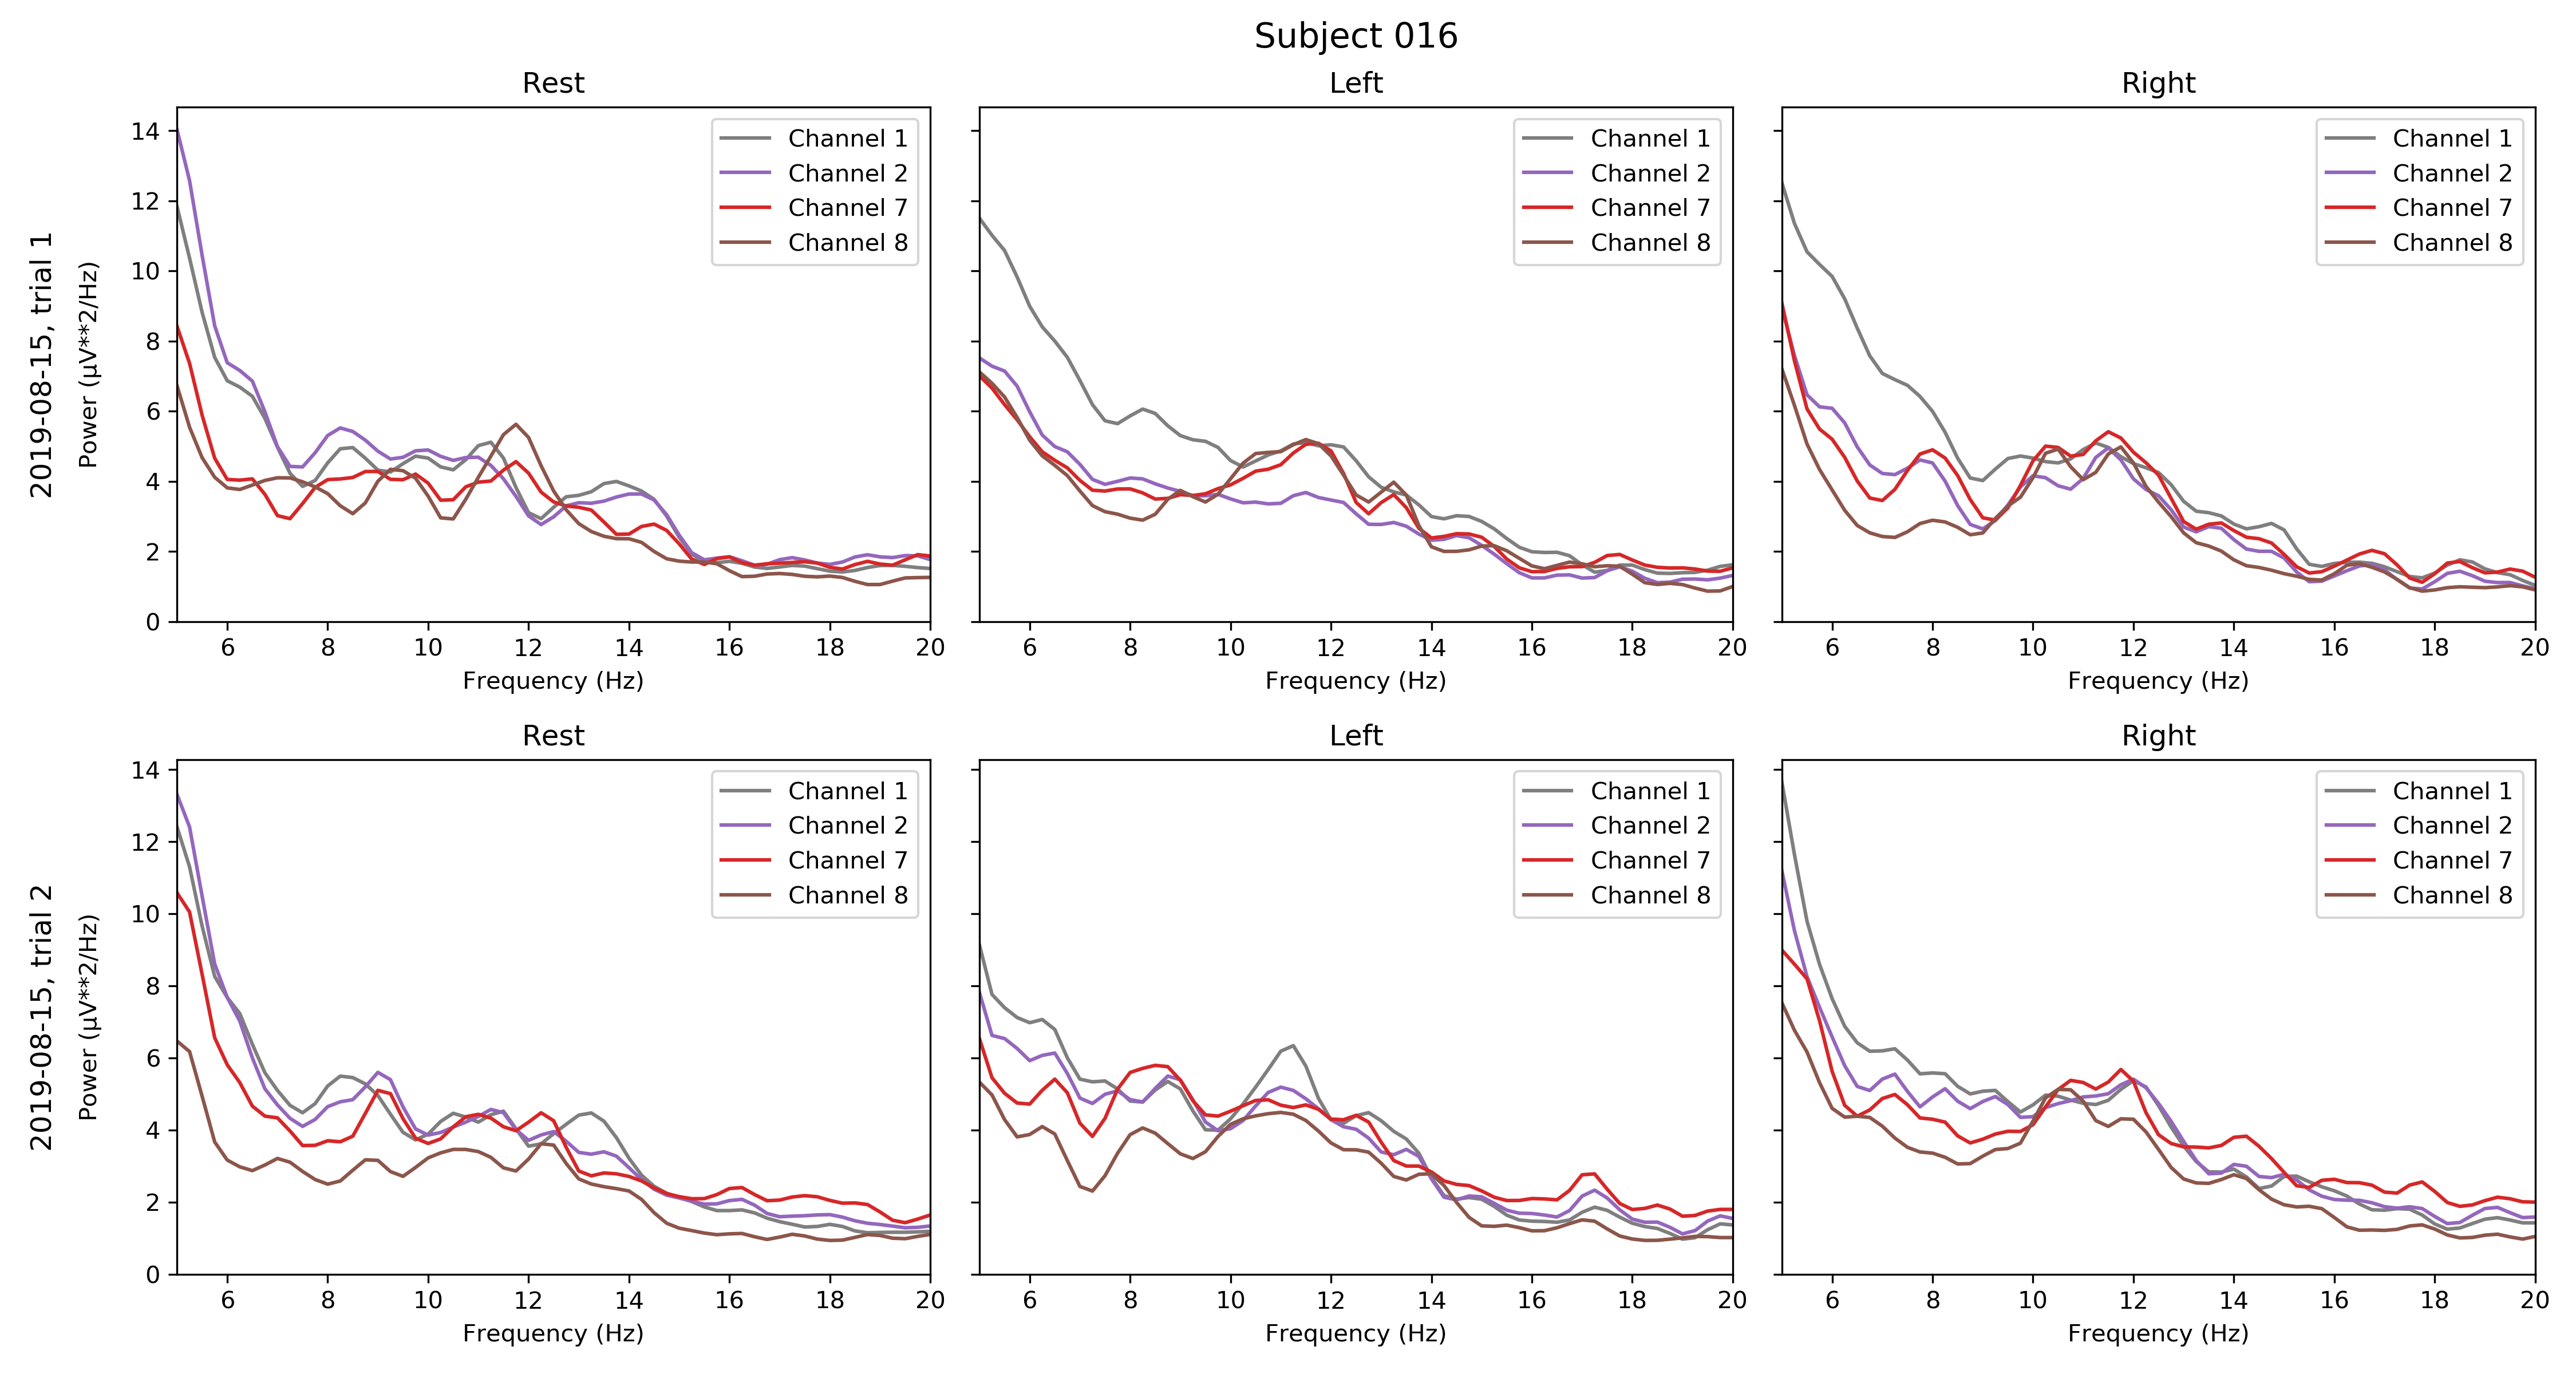 Subject 016
Rest
Left
Right
2019-08-15, trial 1
Power (µV**2/Hz)
14
12
10
8
6
4
2
0
Channel 1
Channel 2
Channel 7
Channel 8
Channel 1
Channel 2
Channel 7
Channel 8
Channel 1
Channel 2
Channel 7
Channel 8
6 8 10 12 14 16 18 20
6 8 10 12 14 16 18 20
6 8 10 12 14 16 18 20
Frequency (Hz)
Frequency (Hz)
Frequency (Hz)
Rest
Left
Right
2019-08-15, trial 2
Power (µV**2/Hz)
14
12
10
8
6
4
2
0
Channel 1
Channel 2
Channel 7
Channel 8
Channel 1
Channel 2
Channel 7
Channel 8
Channel 1
Channel 2
Channel 7
Channel 8
6 8 10 12 14 16 18 20
6 8 10 12 14 16 18 20
6 8 10 12 14 16 18 20
Frequency (Hz)
Frequency (Hz)
Frequency (Hz)